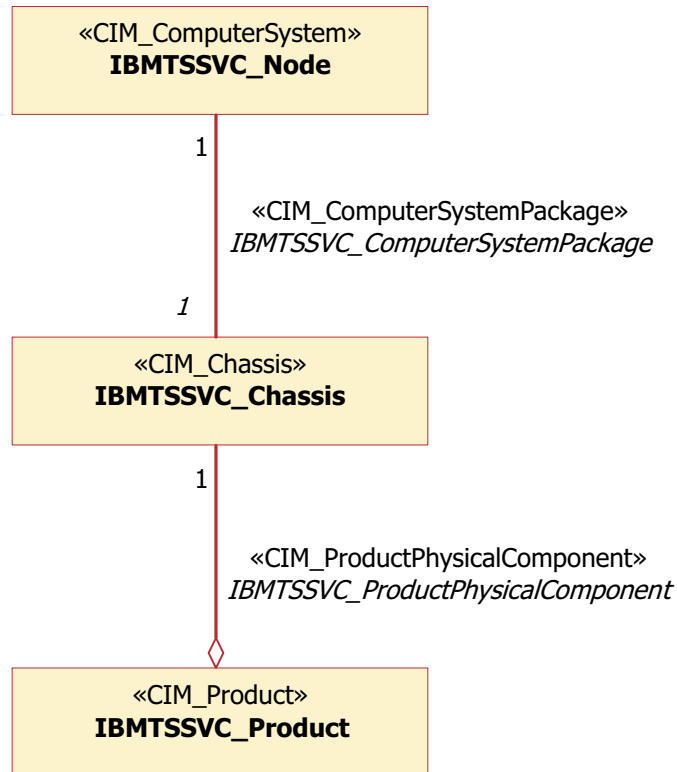 «CIM_ComputerSystem»
IBMTSSVC_Node
1
«CIM_ComputerSystemPackage»
IBMTSSVC_ComputerSystemPackage
1
«CIM_Chassis»
IBMTSSVC_Chassis
1
«CIM_ProductPhysicalComponent»
IBMTSSVC_ProductPhysicalComponent
«CIM_Product»
IBMTSSVC_Product